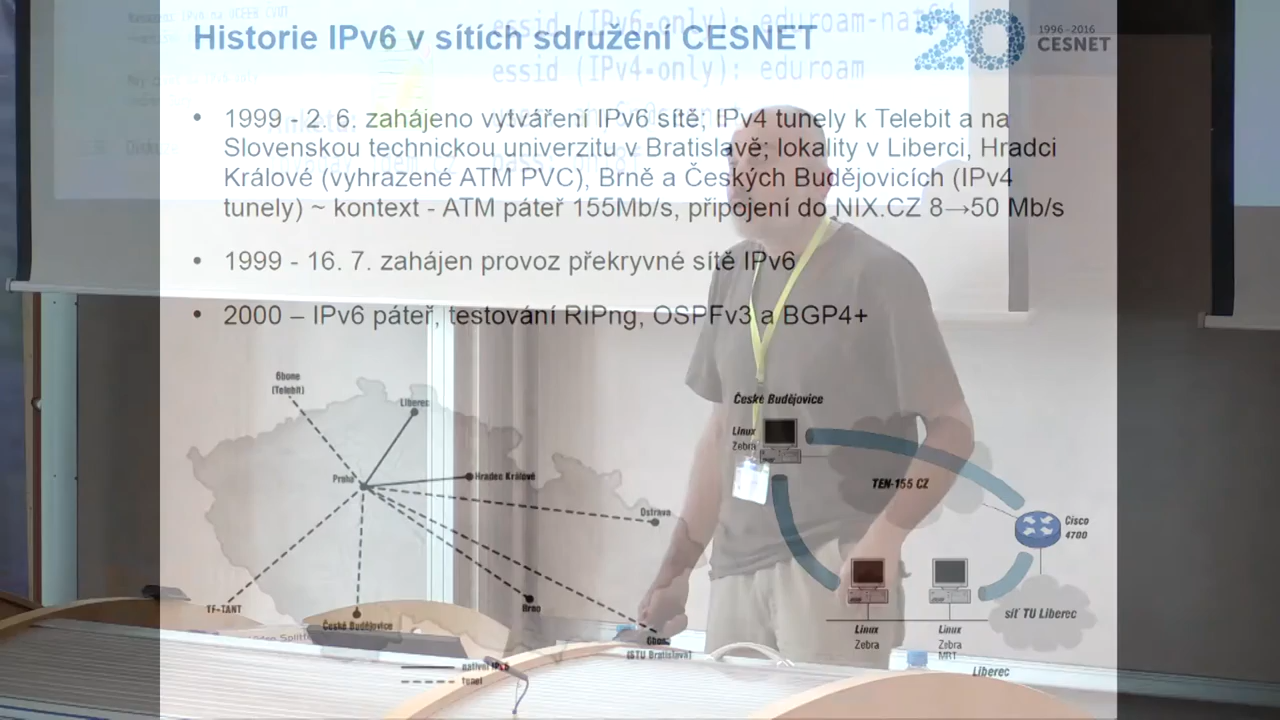 Historie IPv6 v sítích sdružení CESNET
20
1996 - 2016
CESNET
essid (IPv6-only): eduroam-nat64
essid (IPv4-only): eduroam
• 1999 - 2. 6. zahájeno vytváření IPv6 sítě; IPv4 tunely k Telebit a na
Slovenskou technickou univerzitu v Bratislavě; lokality v Liberci, Hradci
Králové (vyhrazené ATM PVC), Brně a Českých Budějovicích (IPv4
tunely) ~ kontext - ATM páteř 155Mb/s, připojení do NIX.CZ 8→50 Mb/s
• 1999 - 16. 7. zahájen provoz překryvné sítě IPv6
• 2000 – IPv6 páteř, testování RIPng, OSPFv3 a BGP4+
6bone
(Telebit)
Liberec
Praha
Hradec Králové
Ostrava
TF-TANT
České Budějovice
Brno
6bone
(STU Bratislava)
nativní IPv6
tunel
České Budějovice
Linux
Zebra
TEN-155 CZ
Cisco
4700
síť TU Liberec
Linux
Zebra
Linux
Zebra
MRT
Liberec